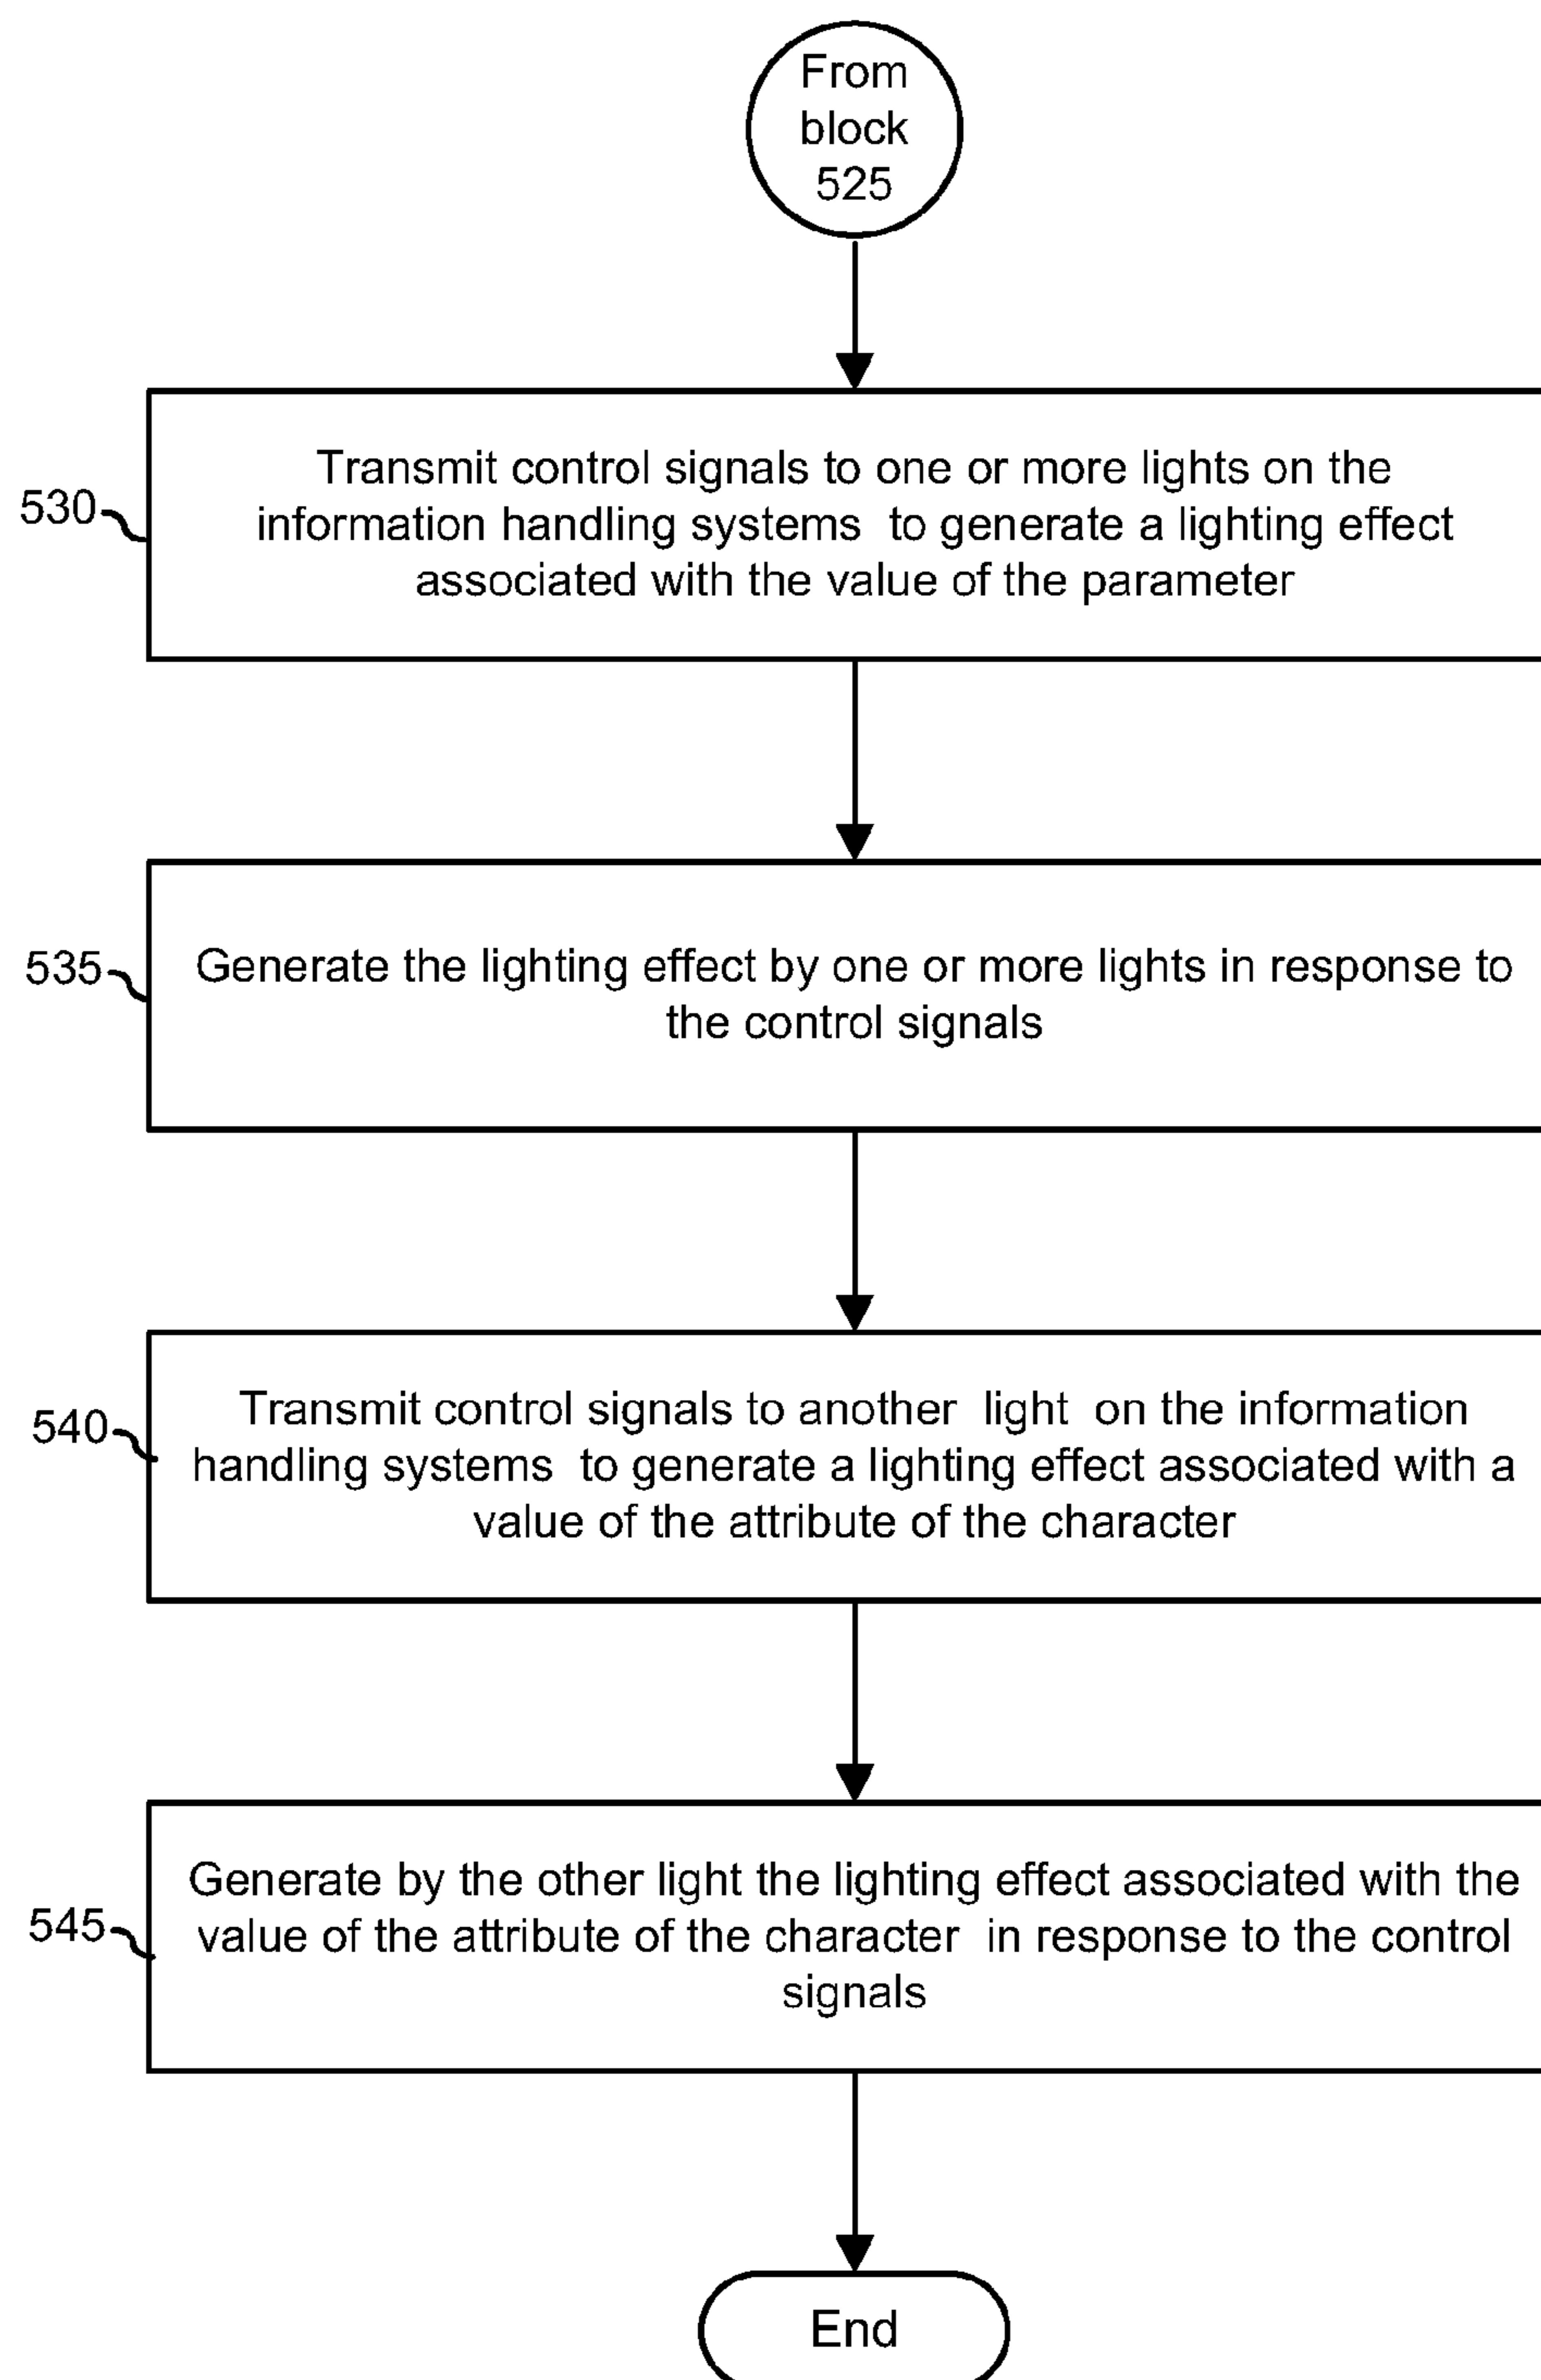 From
block
525
530
Transmit control signals to one or more lights on the
information handling systems to generate a lighting effect
associated with the value of the parameter
535
Generate the lighting effect by one or more lights in response to
the control signals
540
Transmit control signals to another light on the information
handling systems to generate a lighting effect associated with a
value of the attribute of the character
545
Generate by the other light the lighting effect associated with the
value of the attribute of the character in response to the control
signals
End